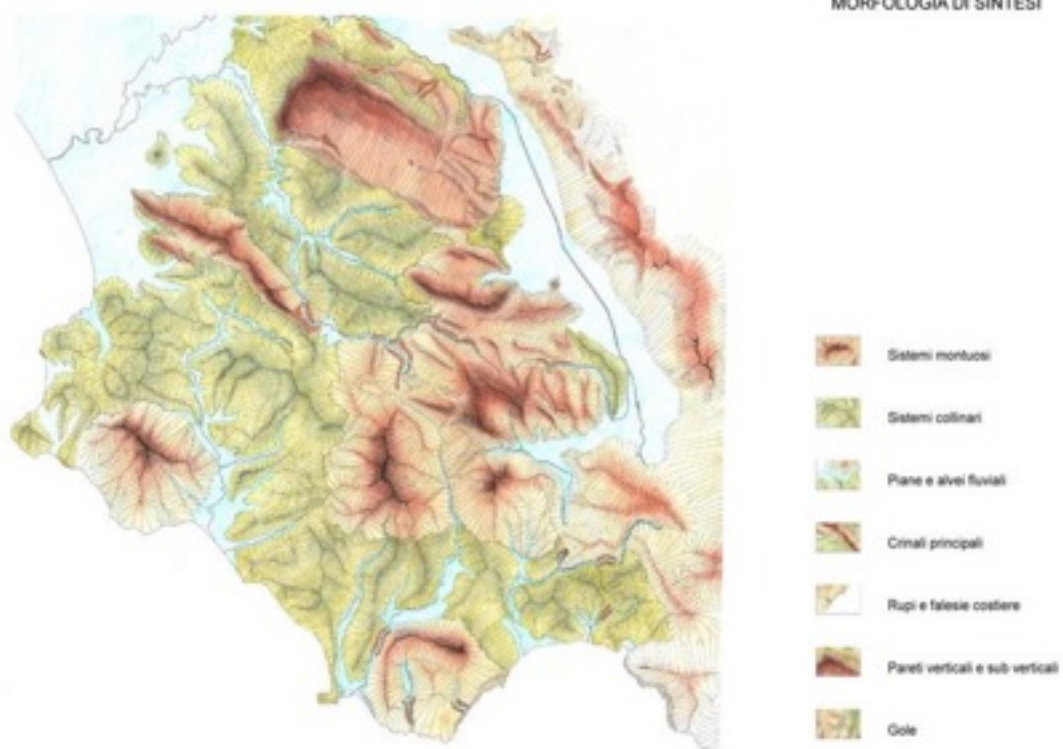 MORFOLOGIA DI SINTESI
Sistemi montuosi
Sistemi collinari
Piane e alvei fluviali
Crinali principali
Rupi e falesie costiere
Pareti verticali e sub verticali
Gole